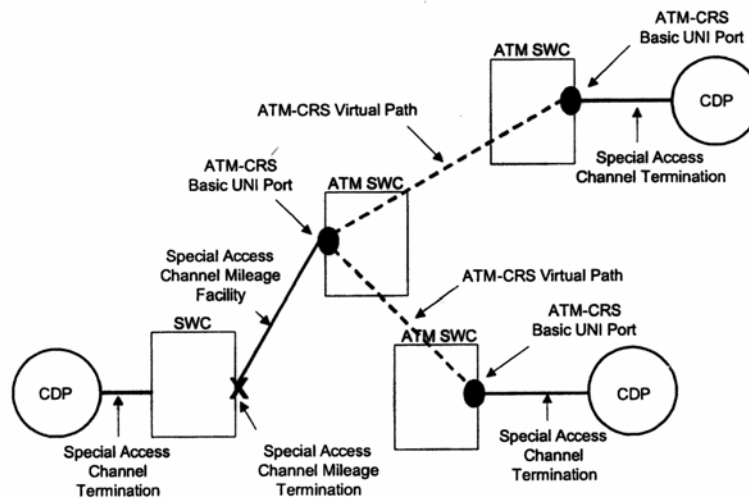 ATM-CRS
Basic UNI Port
ATM SWC
CDP
ATM-CRS Virtual Path
Special Access
Channel Termination
ATM-CRS
Basic UNI Port
ATM SWC
Special Access
Channel Mileage
Facility
ATM-CRS Virtual Path
ATM-CRS
Basic UNI Port
SWC
ATM SWC
CDP
CDP
Special Access
Channel
Termination
Special Access
Channel Mileage
Termination
Special Access
Channel
Termination